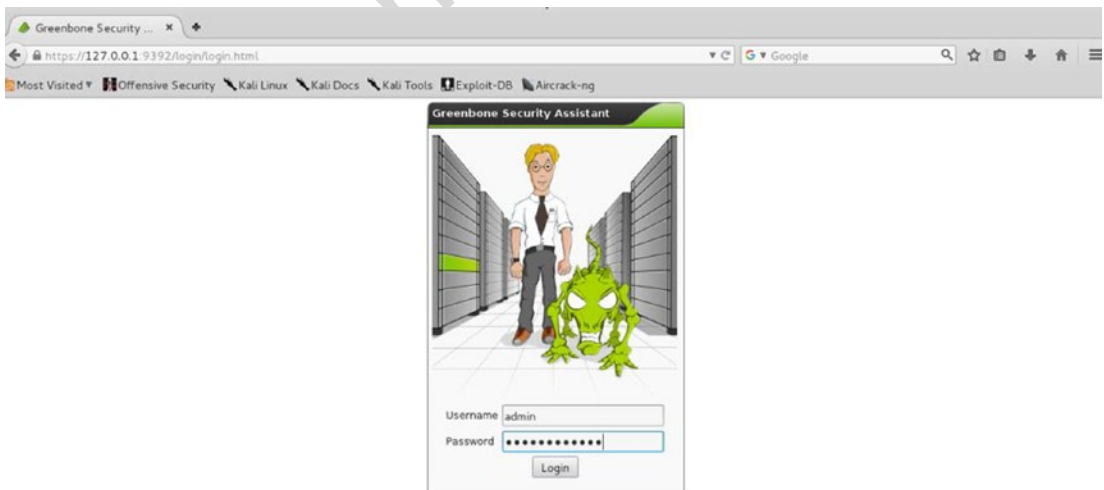 Greenbone Security ...
https://127.0.0.1:9392/login/login.html
Google
Most Visited
Offensive Security
Kali Linux
Kali Docs
Kali Tools
Exploit-DB
Aircrack-ng
Greenbone Security Assistant
Username admin
Password ••••••••••••
Login